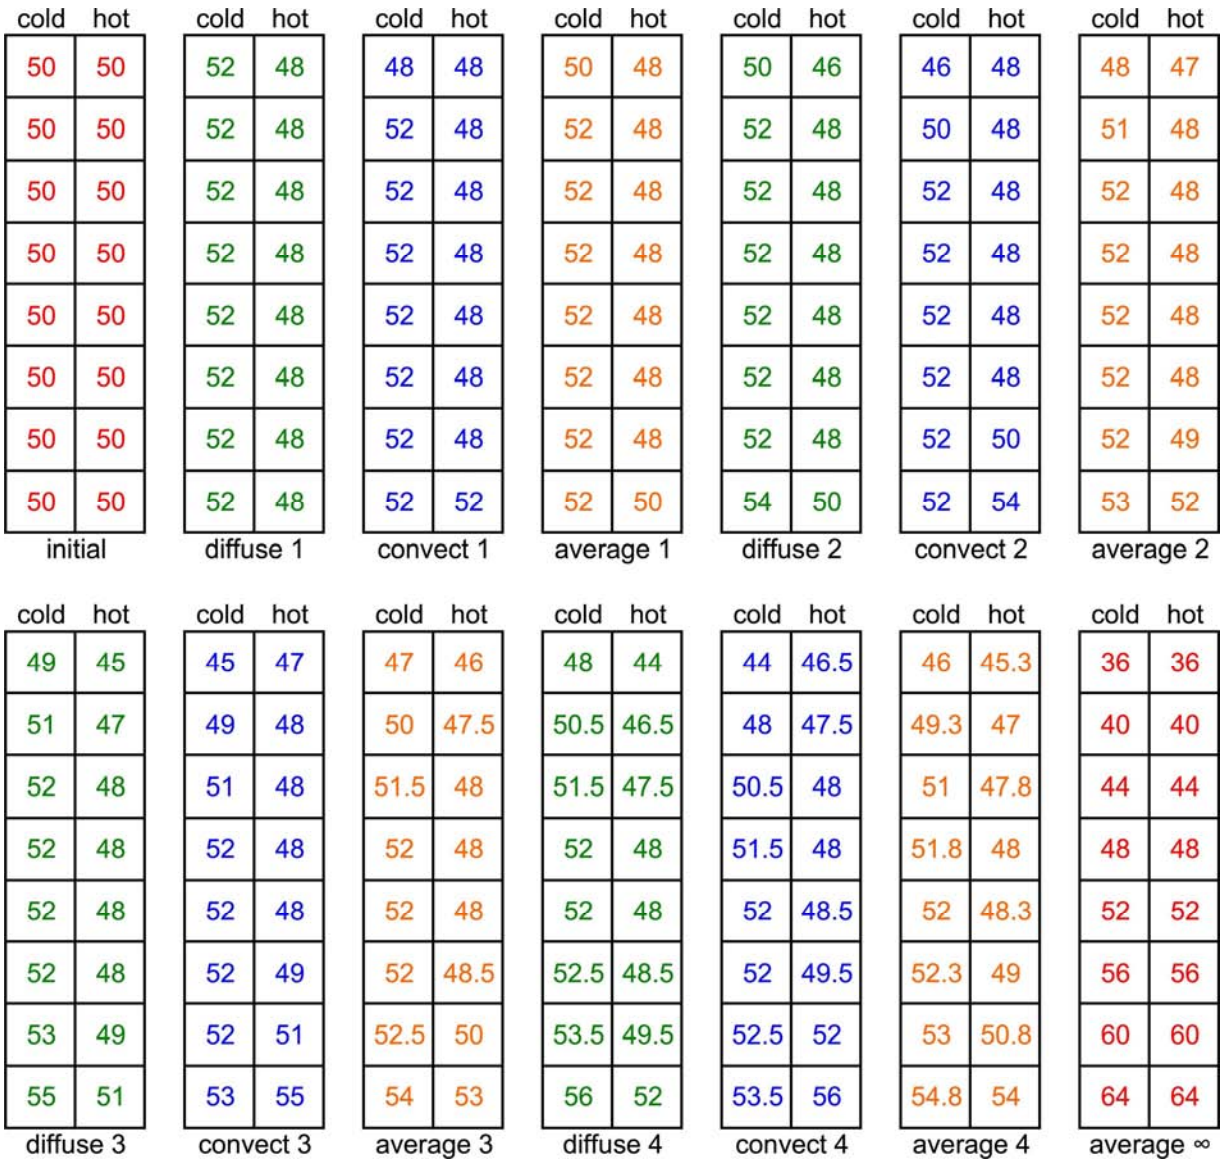 cold hot cold hot cold hot cold hot cold hot cold hot cold hot
50 50 52 48 48 48 50 48 50 46 46 48 48 47
50 50 52 48 52 48 52 48 52 48 50 48 51 48
50 50 52 48 52 48 52 48 52 48 52 48 52 48
50 50 52 48 52 48 52 48 52 48 52 48 52 48
50 50 52 48 52 48 52 48 52 48 52 48 52 48
50 50 52 48 52 48 52 48 52 48 52 48 52 48
50 50 52 48 52 48 52 48 52 48 52 50 52 49
50 50 52 48 52 52 52 50 54 50 52 54 53 52
initial diffuse 1 convect 1 average 1 diffuse 2 convect 2 average 2
cold hot cold hot cold hot cold hot cold hot cold hot cold hot
49 45 45 47 47 46 48 44 44 46.5 46 45.3 36 36
51 47 49 48 50 47.5 50.5 46.5 48 47.5 49.3 47 40 40
52 48 51 48 51.5 48 51.5 47.5 50.5 48 51 47.8 44 44
52 48 52 48 52 48 52 48 51.5 48 51.8 48 48 48
52 48 52 48 52 48 52 48 52 48.5 52 48.3 52 52
52 48 52 49 52 48.5 52.5 48.5 52 49.5 52.3 49 56 56
53 49 52 51 52.5 50 53.5 49.5 52.5 52 53 50.8 60 60
55 51 53 55 54 53 56 52 53.5 56 54.8 54 64 64
diffuse 3 convect 3 average 3 diffuse 4 convect 4 average 4 average ∞